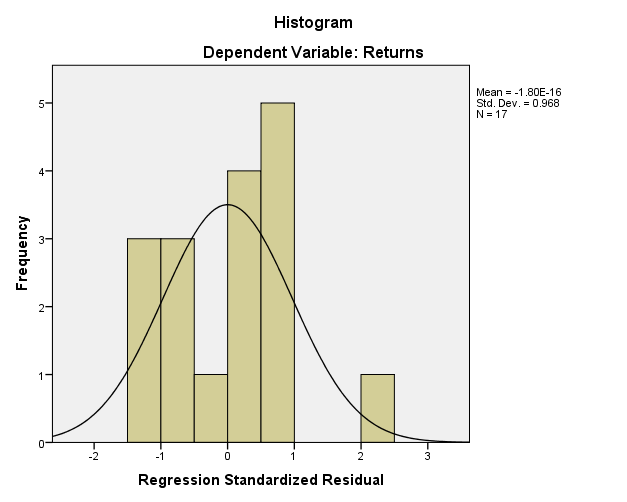 Histogram
Dependent Variable: Returns
Mean = -1.80E-16
Std. Dev. = 0.968
N = 17
Frequency
5
4
3
2
1
0
-2 -1 0 1 2 3
Regression Standardized Residual